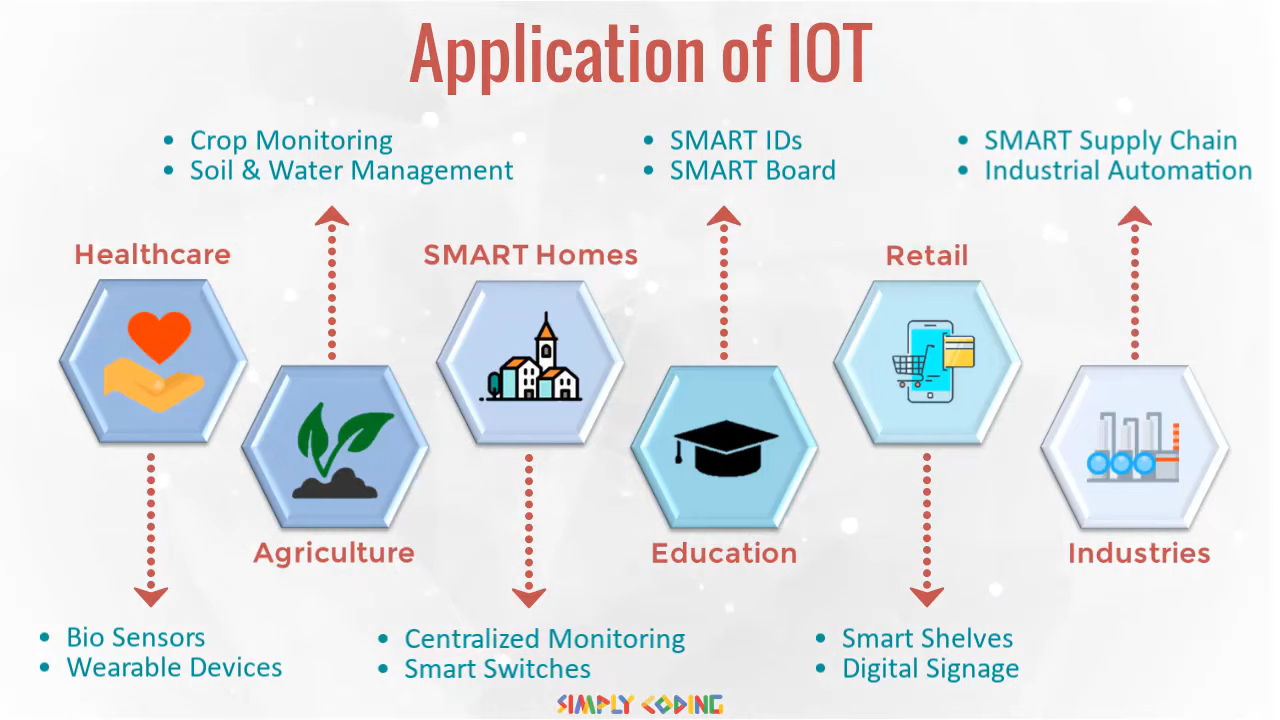 Application of IOT
• Crop Monitoring
• Soil & Water Management
• SMART IDs
• SMART Board
• SMART Supply Chain
• Industrial Automation
Healthcare
SMART Homes
Retail
Agriculture
Education
Industries
• Bio Sensors
• Wearable Devices
• Centralized Monitoring
• Smart Switches
• Smart Shelves
• Digital Signage
SIMPLY CODING